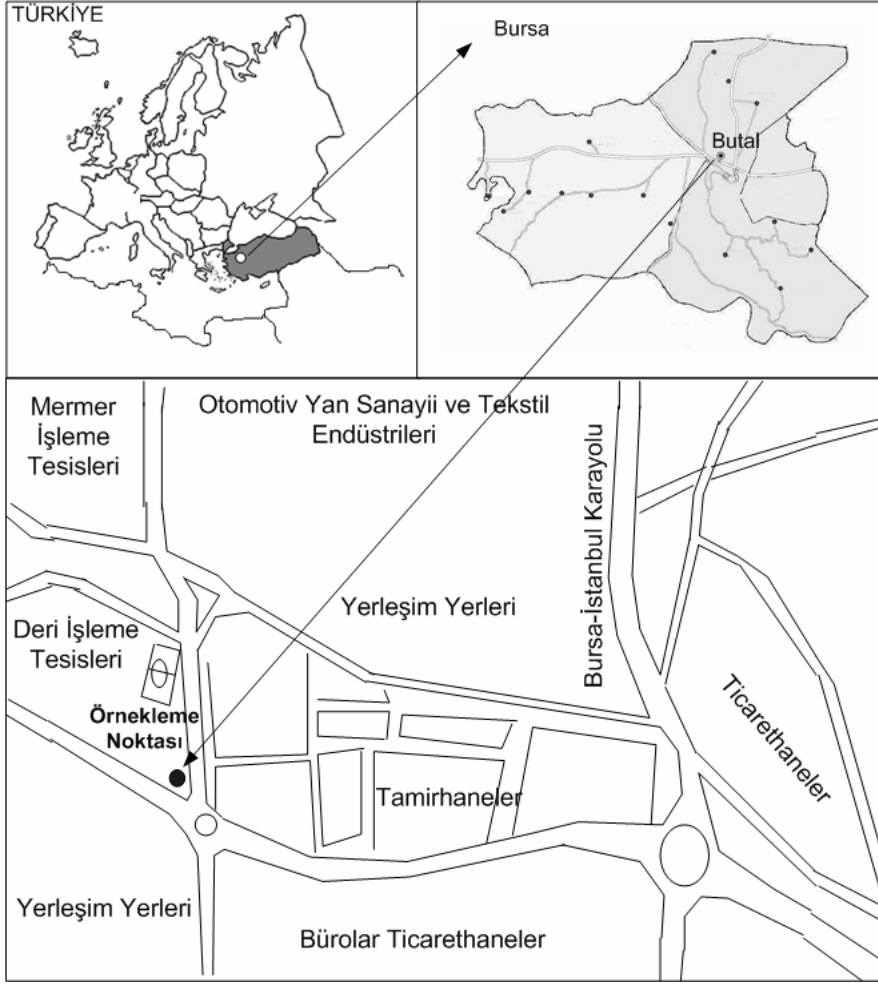 TÜRKİYE
Bursa
Butal
Mermer
İşleme
Tesisleri
Otomotiv Yan Sanayii ve Tekstil
Endüstrileri
Bursa-İstanbul Karayolu
Yerleşim Yerleri
Deri İşleme
Tesisleri
Örnekleme
Noktası
Ticarethaneler
Tamirhaneler
Yerleşim Yerleri
Bürolar Ticarethaneler